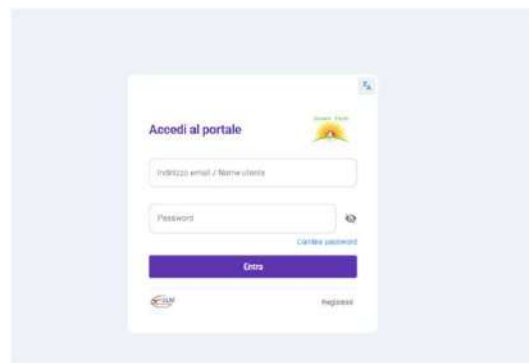 Accedi al portale
Indirizzo email / Nome utente
Password
Cambia password
Entra
Registrati